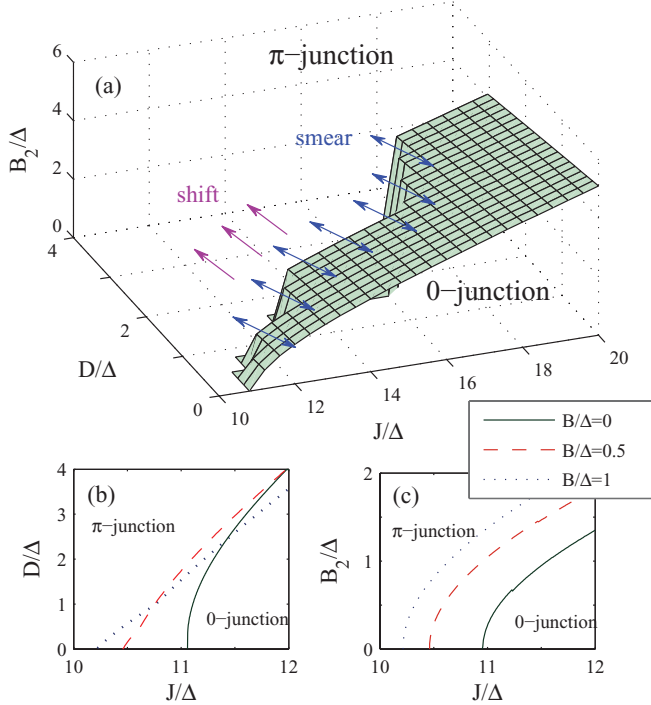 (a)
π−junction
smear
shift
0−junction
B₂/Δ
6
4
2
0
D/Δ
4
2
0
J/Δ
10
12
14
16
18
20
B/Δ=0
B/Δ=0.5
B/Δ=1
(b)
π−junction
0−junction
D/Δ
4
3
2
1
0
10
11
12
J/Δ
(c)
π−junction
0−junction
B₂/Δ
2
1
0
10
11
12
J/Δ